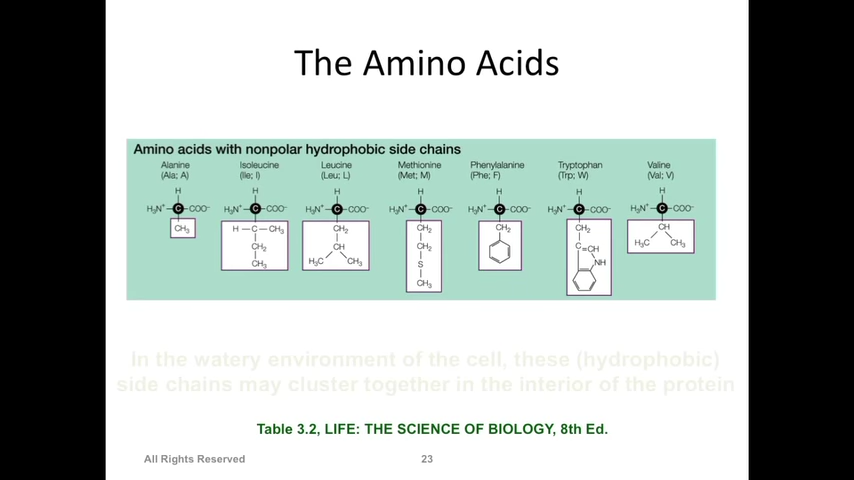 The Amino Acids
Amino acids with nonpolar hydrophobic side chains
Alanine Isoleucine Leucine Methionine Phenylalanine Tryptophan Valine
(Ala; A) (Ile; I) (Leu; L) (Met; M) (Phe; F) (Trp; W) (Val; V)
H H H H H H H
H₃N⁺ C COO⁻ H₃N⁺ C COO⁻ H₃N⁺ C COO⁻ H₃N⁺ C COO⁻ H₃N⁺ C COO⁻ H₃N⁺ C COO⁻ H₃N⁺ C COO⁻
CH₃ H C CH₃ CH₂ CH₂ CH₂ CH₂ CH
CH₂ CH CH₂ C CH H₃C CH₃
CH₃ H₃C CH₃ S NH
CH₃
In the watery environment of the cell, these (hydrophobic)
side chains may cluster together in the interior of the protein
Table 3.2, LIFE: THE SCIENCE OF BIOLOGY, 8th Ed.
All Rights Reserved 23